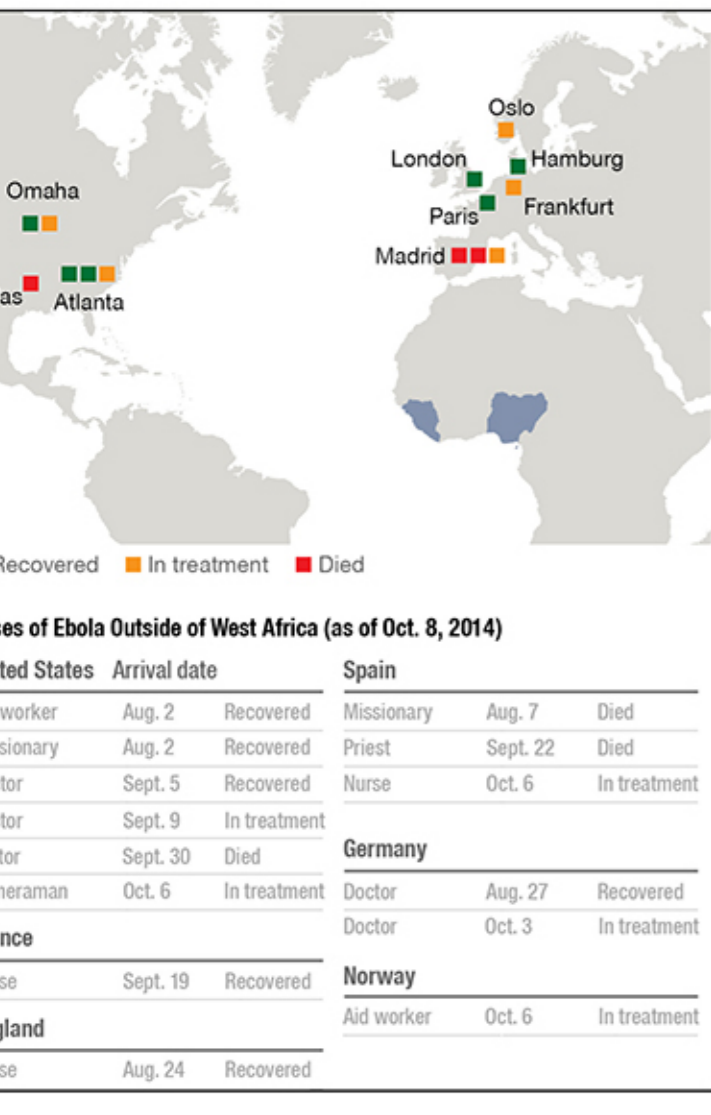 Oslo
London
Hamburg
Omaha
Paris
Frankfurt
Madrid
as
Atlanta
Recovered
In treatment
Died
ses of Ebola Outside of West Africa (as of Oct. 8, 2014)
ited States Arrival date
worker Aug. 2 Recovered
sionary Aug. 2 Recovered
tor Sept. 5 Recovered
tor Sept. 9 In treatment
tor Sept. 30 Died
meraman Oct. 6 In treatment
nce
se Sept. 19 Recovered
gland
se Aug. 24 Recovered
Spain
Missionary Aug. 7 Died
Priest Sept. 22 Died
Nurse Oct. 6 In treatment
Germany
Doctor Aug. 27 Recovered
Doctor Oct. 3 In treatment
Norway
Aid worker Oct. 6 In treatment